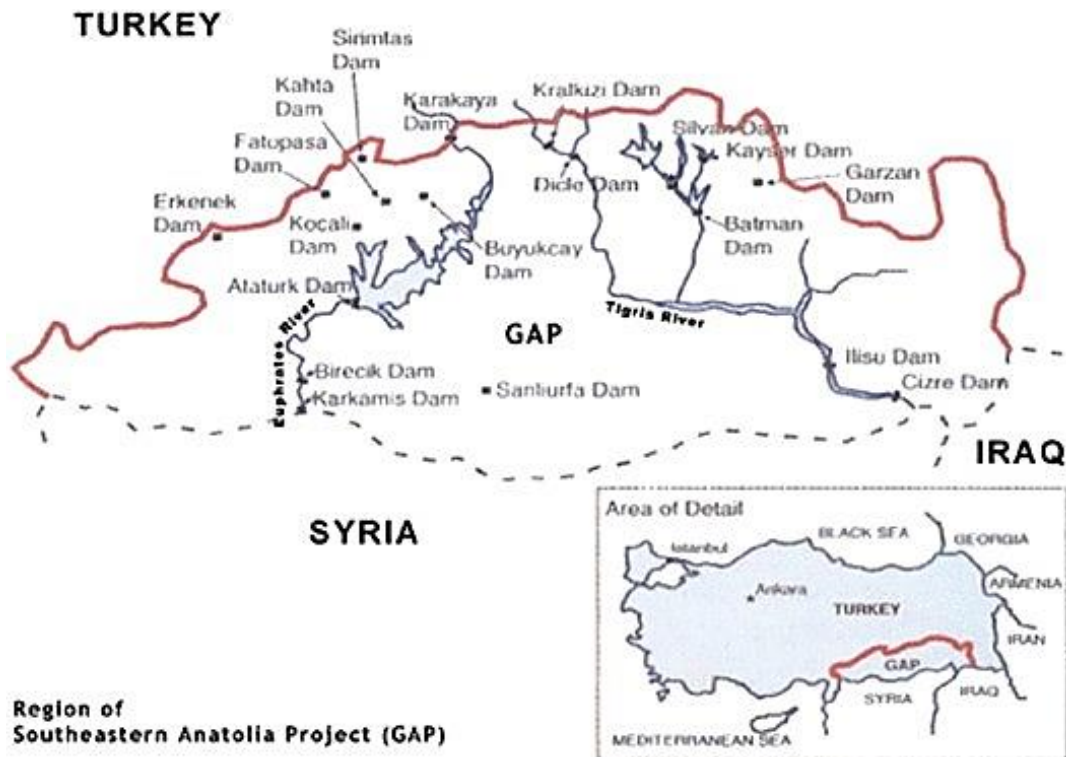 TURKEY
Sirimtas
Dam
Kahta
Dam
Fatopasa
Dam
Erkenek
Dam
Kocali
Dam
Karakaya
Dam
Kralkizi Dam
Silvan Dam
Kayser Dam
Garzan
Dam
Dicle Dam
Batman
Dam
Buyukcay
Dam
Ataturk Dam
Euphrates River
GAP
Tigris River
Birecik Dam
Karkamis Dam
Sanliurfa Dam
Ilisu Dam
Cizre Dam
IRAQ
SYRIA
Area of Detail
BLACK SEA
GEORGIA
Istanbul
ARMENIA
Ankara
TURKEY
IRAN
GAP
SYRIA
IRAQ
MEDITERRANEAN SEA
Region of
Southeastern Anatolia Project (GAP)